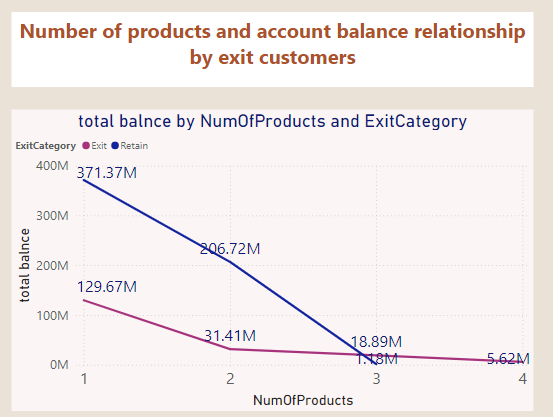 Number of products and account balance relationship
by exit customers
total balnce by NumOfProducts and ExitCategory
ExitCategory Exit Retain
400M
371.37M
300M
206.72M
200M
129.67M
100M
31.41M
18.89M
1.18M
5.62M
0M
total balnce
1 2 3 4
NumOfProducts